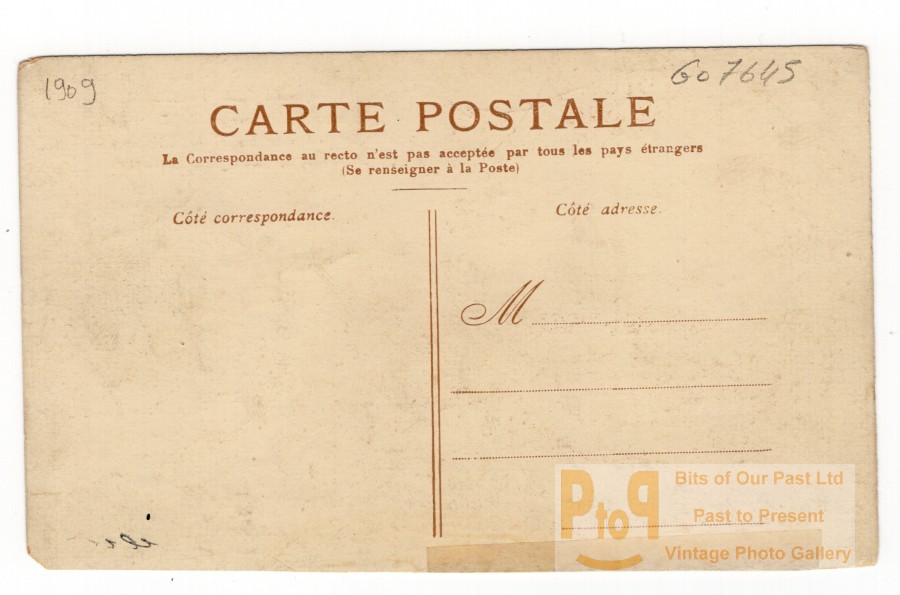 1909
607645
CARTE POSTALE
La Correspondance au recto n'est pas acceptée par tous les pays étrangers
(Se renseigner à la Poste)
Côté correspondance.
Côté adresse.
M
PtoP
Bits of Our Past Ltd
Past to Present
Vintage Photo Gallery